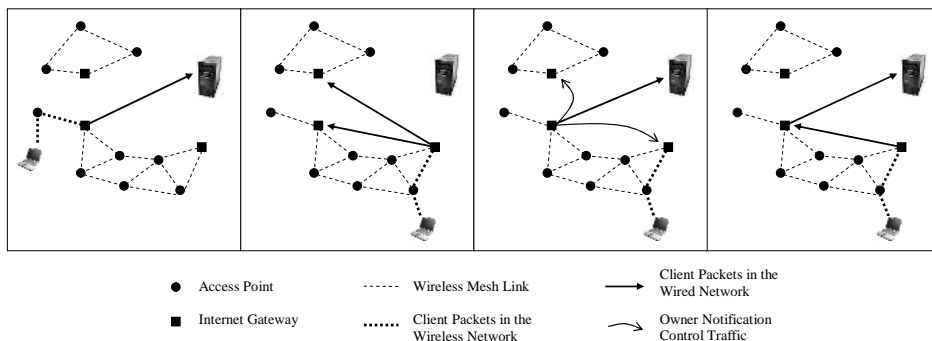 Access Point
Wireless Mesh Link
Client Packets in the
Wired Network
Internet Gateway
Client Packets in the
Wireless Network
Owner Notification
Control Traffic